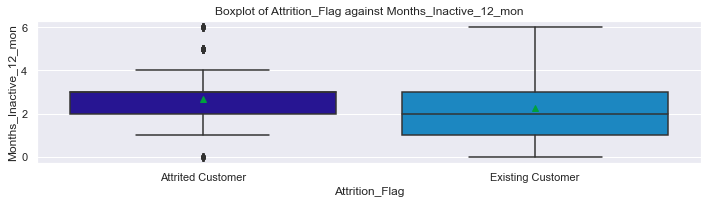 Boxplot of Attrition_Flag against Months_Inactive_12_mon
Months_Inactive_12_mon
6
4
2
0
Attrited Customer
Existing Customer
Attrition_Flag